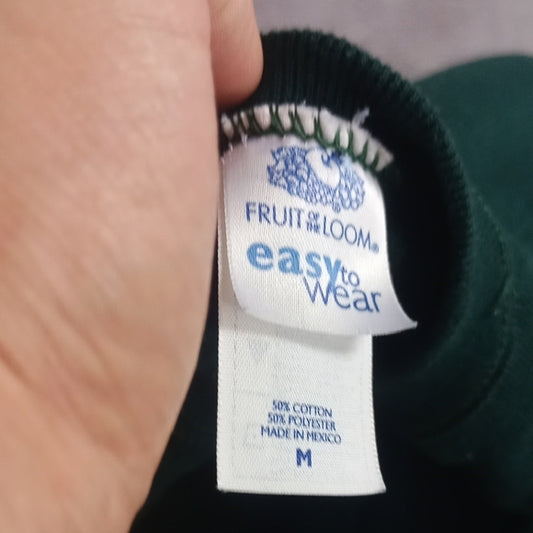 FRUIT OF THE LOOM®
easy to
wear
50% COTTON
50% POLYESTER
MADE IN MEXICO
M